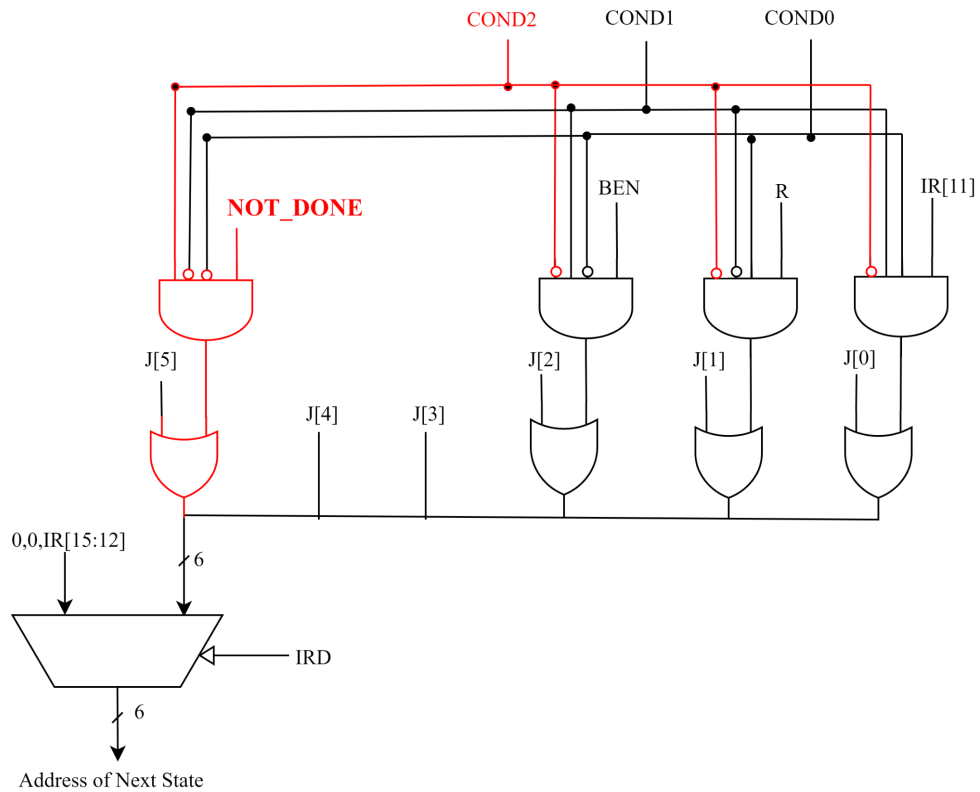 COND2
COND1
COND0
NOT_DONE
BEN
R
IR[11]
J[5]
J[4]
J[3]
J[2]
J[1]
J[0]
0,0,IR[15:12]
6
IRD
6
Address of Next State